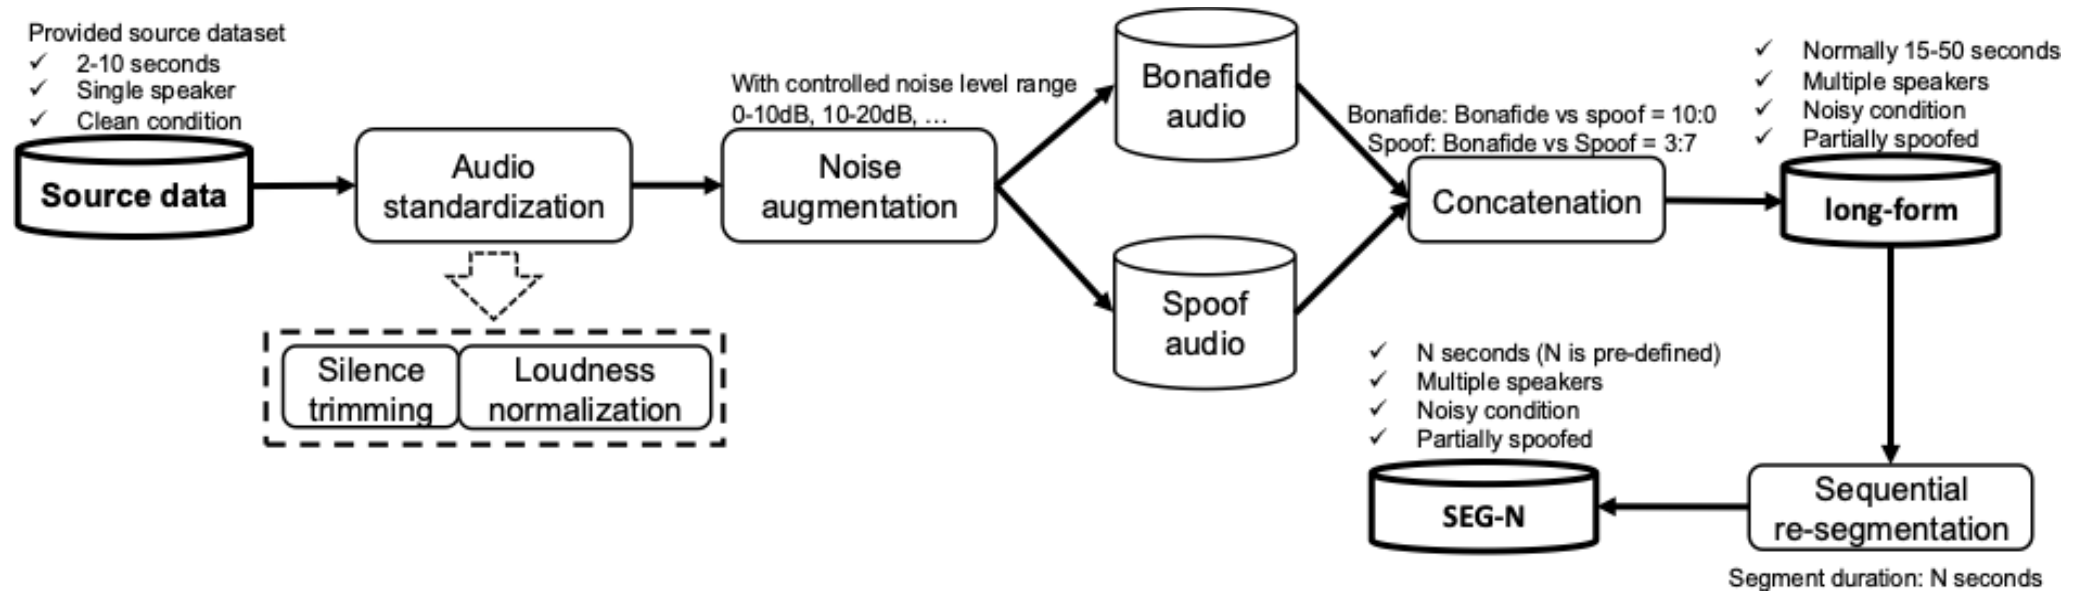 Provided source dataset
✓ 2-10 seconds
✓ Single speaker
✓ Clean condition
Source data
Audio
standardization
Silence
trimming
Loudness
normalization
With controlled noise level range
0-10dB, 10-20dB, ...
Noise
augmentation
Bonafide
audio
Spoof
audio
Bonafide: Bonafide vs spoof = 10:0
Spoof: Bonafide vs Spoof = 3:7
Concatenation
✓ Normally 15-50 seconds
✓ Multiple speakers
✓ Noisy condition
✓ Partially spoofed
long-form
Sequential
re-segmentation
Segment duration: N seconds
✓ N seconds (N is pre-defined)
✓ Multiple speakers
✓ Noisy condition
✓ Partially spoofed
SEG-N